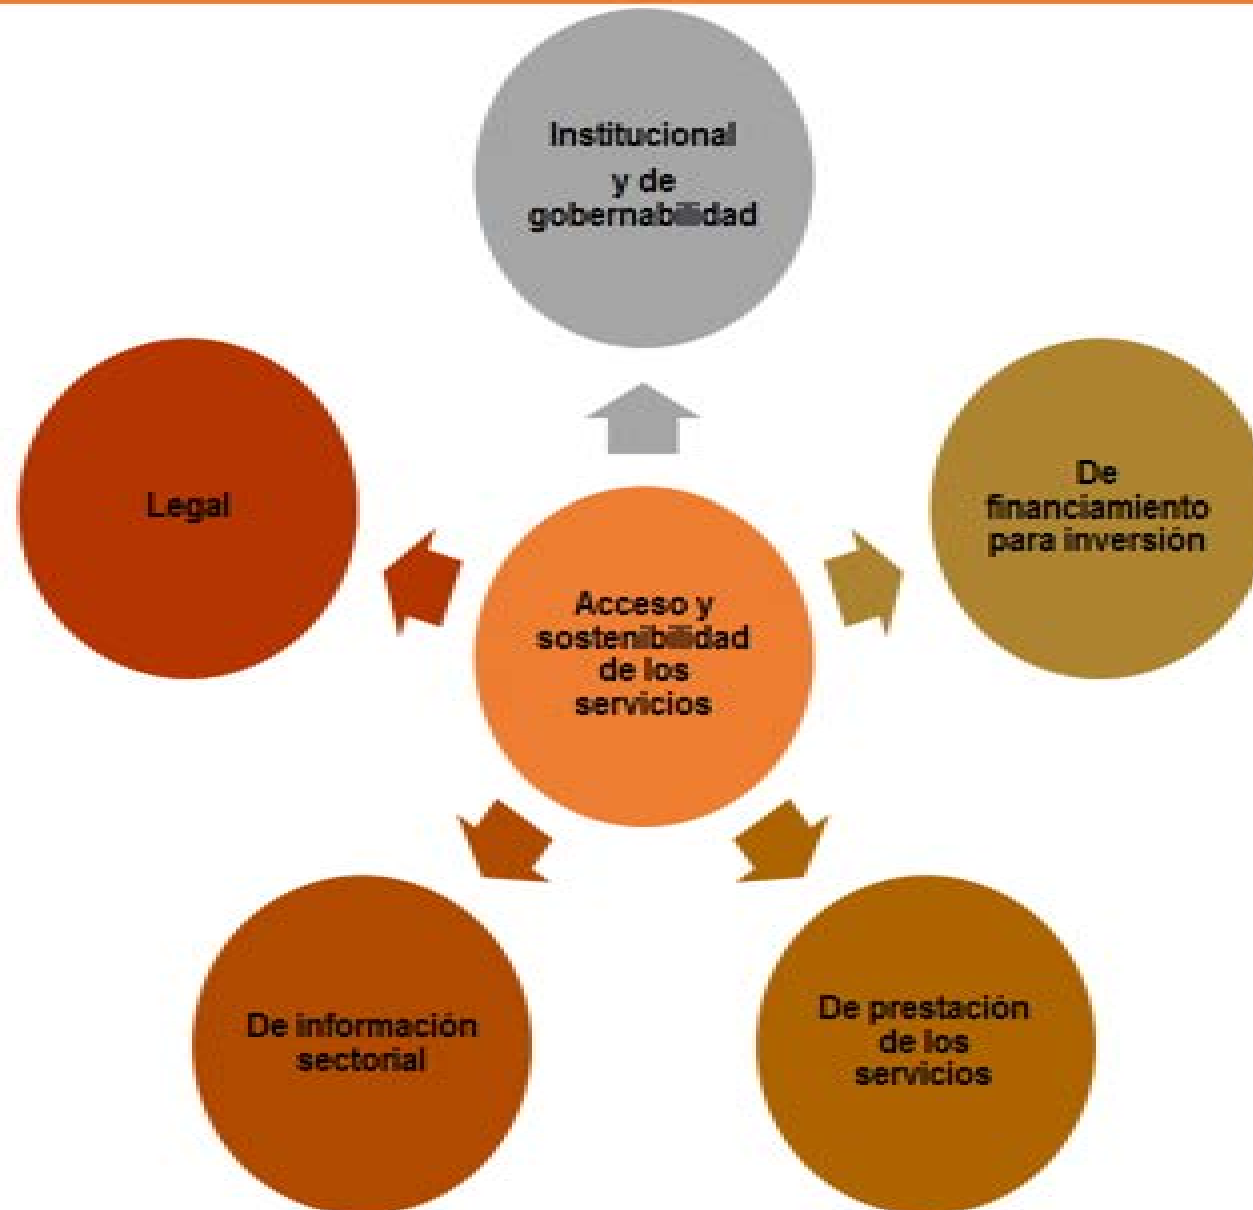 Institucional
y de
gobernabilidad
Legal
De
financiamiento
para inversión
Acceso y
sostenibilidad
de los
servicios
De información
sectorial
De prestación
de los
servicios